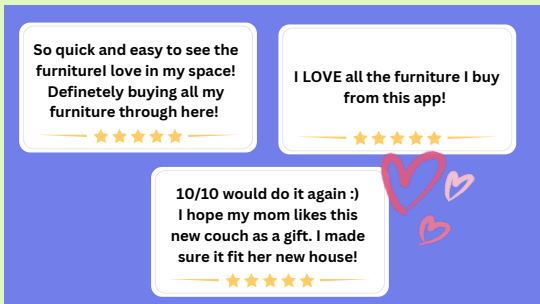 So quick and easy to see the
furnitureI love in my space!
Definetely buying all my
furniture through here!
I LOVE all the furniture I buy
from this app!
10/10 would do it again :)
I hope my mom likes this
new couch as a gift. I made
sure it fit her new house!